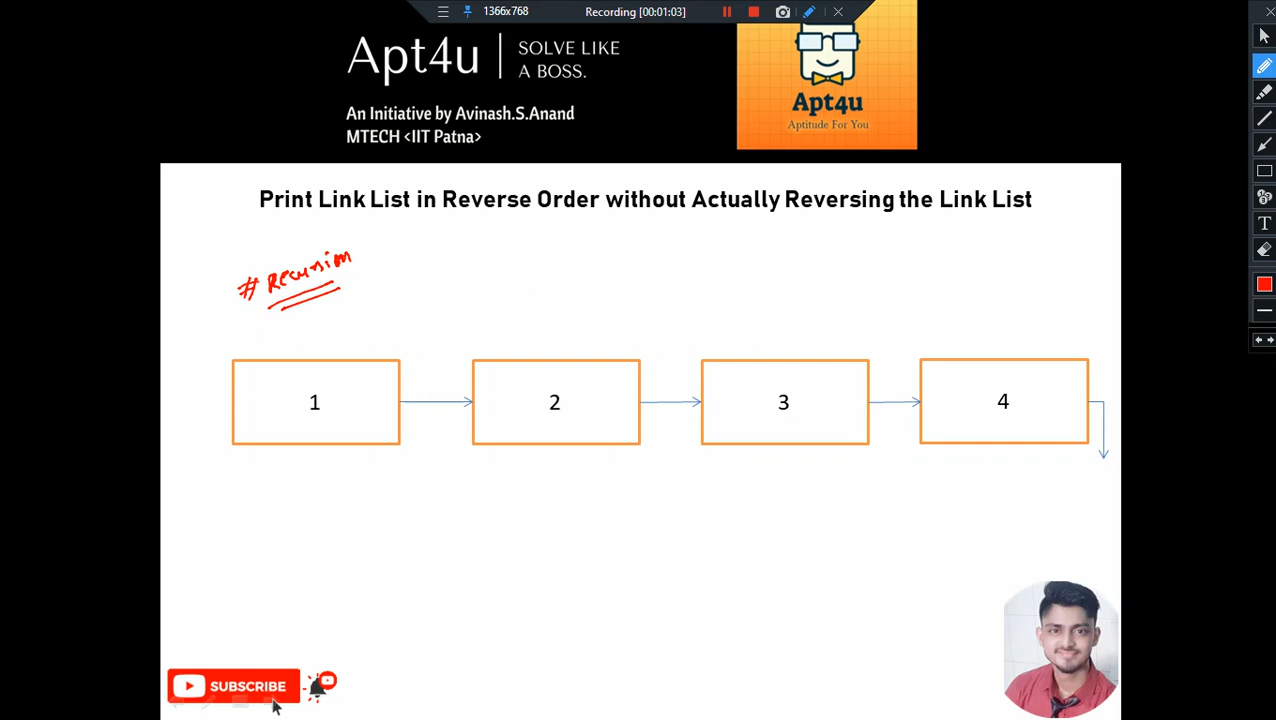 1366x768
Recording [00:01:03]
Apt4u
SOLVE LIKE
A BOSS.
An Initiative by Avinash.S.Anand
MTECH <IIT Patna>
Apt4u
Aptitude For You
Print Link List in Reverse Order without Actually Reversing the Link List
# Recursion
1
2
3
4
SUBSCRIBE
T